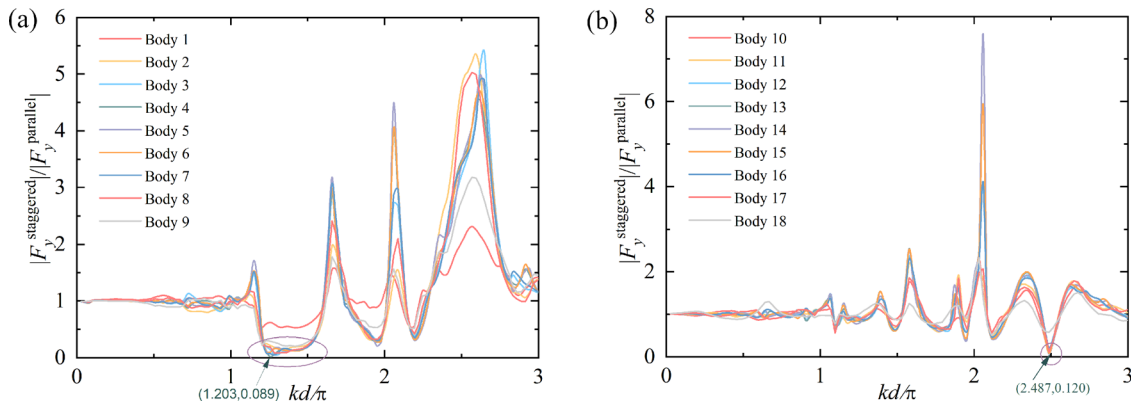 (a)
6
5
4
3
2
1
0
|F_y^staggered|/|F_y^parallel|
Body 1
Body 2
Body 3
Body 4
Body 5
Body 6
Body 7
Body 8
Body 9
0
1
2
3
(1.203,0.089)
kd/π
(b)
8
6
4
2
0
|F_y^staggered|/|F_y^parallel|
Body 10
Body 11
Body 12
Body 13
Body 14
Body 15
Body 16
Body 17
Body 18
0
1
2
3
kd/π
(2.487,0.120)